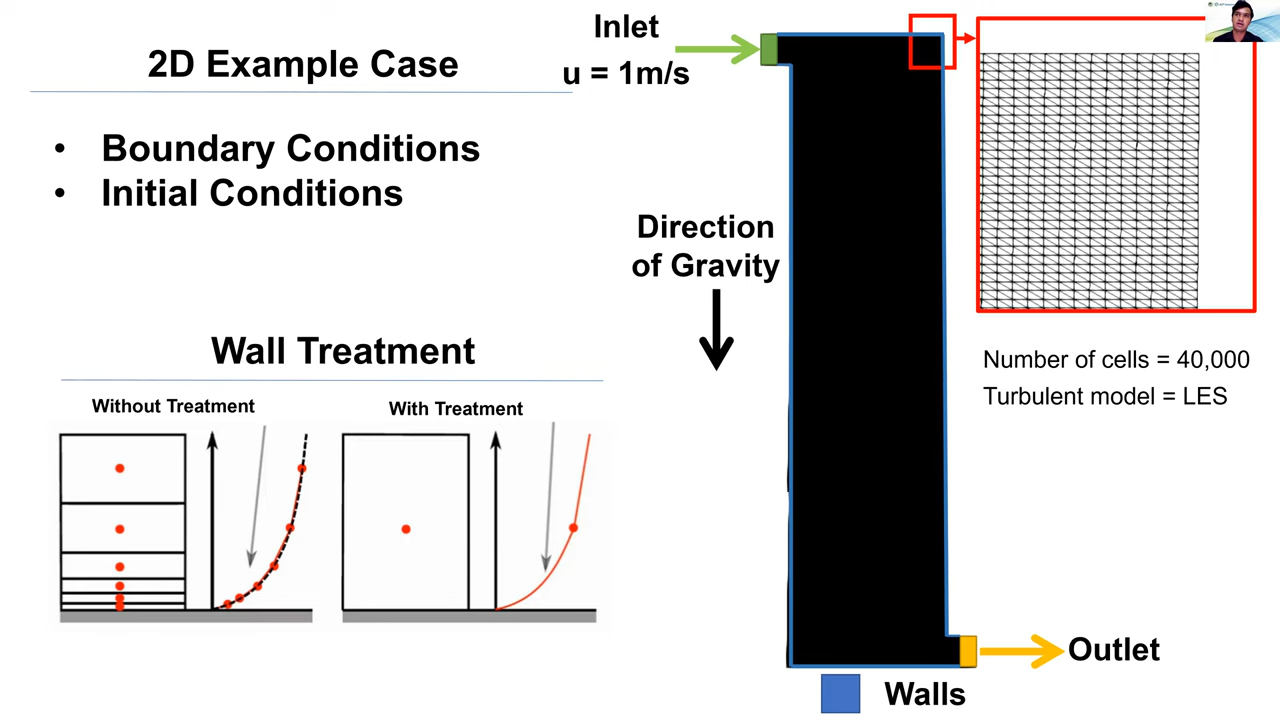 2D Example Case
• Boundary Conditions
• Initial Conditions
Wall Treatment
Without Treatment
With Treatment
Inlet
u = 1m/s
Direction
of Gravity
Number of cells = 40,000
Turbulent model = LES
Outlet
Walls